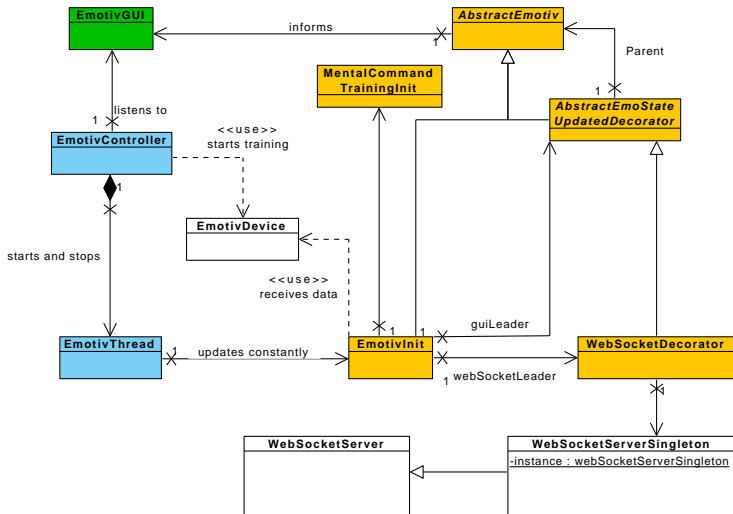 EmotivGUI
AbstractEmotiv
informs
1
Parent
MentalCommand
TrainingInit
1
AbstractEmoState
UpdatedDecorator
listens to
1
EmotivController
<<use>>
starts training
1
EmotivDevice
starts and stops
<<use>>
receives data
guiLeader
1
1
EmotivThread
1
updates constantly
EmotivInit
WebSocketDecorator
1
webSocketLeader
1
WebSocketServer
WebSocketServerSingleton
-instance : webSocketServerSingleton